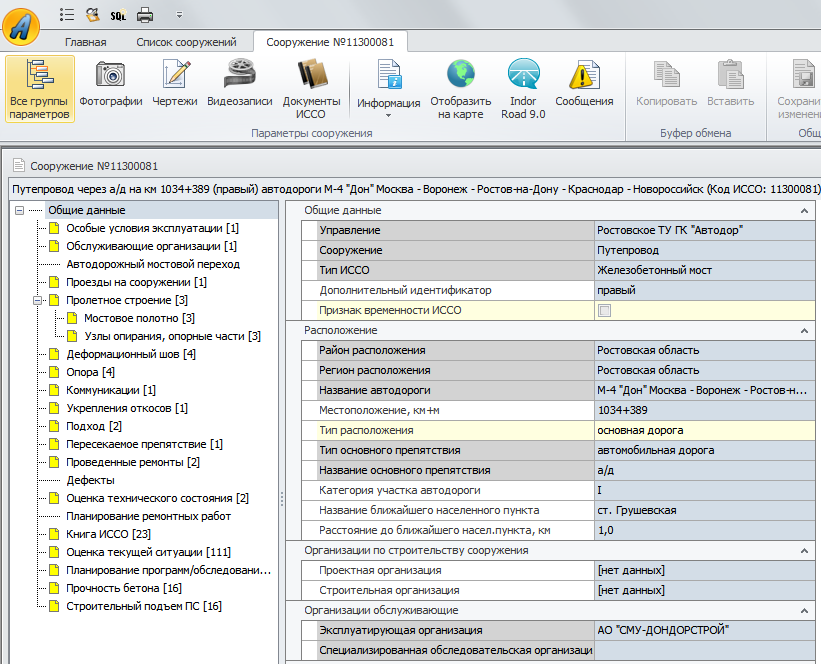 SQL
Главная Список сооружений Сооружение №11300081
Все группы параметров
Фотографии
Чертежи
Видеозаписи
Документы ИССО
Информация
Отобразить на карте
Indor Road 9.0
Сообщения
Копировать
Вставить
Сохрани
изменен
Параметры сооружения
Буфер обмена
Общ
Сооружение №11300081
Путепровод через а/д на км 1034+389 (правый) автодороги М-4 "Дон" Москва - Воронеж - Ростов-на-Дону - Краснодар - Новороссийск (Код ИССО: 11300081)
Общие данные
Особые условия эксплуатации [1]
Обслуживающие организации [1]
Автодорожный мостовой переход
Проезды на сооружении [1]
Пролетное строение [3]
Мостовое полотно [3]
Узлы опирания, опорные части [3]
Деформационный шов [4]
Опора [4]
Коммуникации [1]
Укрепления откосов [1]
Подход [2]
Пересекаемое препятствие [1]
Проведенные ремонты [2]
Дефекты
Оценка технического состояния [2]
Планирование ремонтных работ
Книга ИССО [23]
Оценка текущей ситуации [111]
Планирование программ/обследовани...
Прочность бетона [16]
Строительный подъем ПС [16]
Общие данные
Управление Ростовское ТУ ГК "Автодор"
Сооружение Путепровод
Тип ИССО Железобетонный мост
Дополнительный идентификатор правый
Признак временности ИССО
Расположение
Район расположения Ростовская область
Регион расположения Ростовская область
Название автодороги М-4 "Дон" Москва - Воронеж - Ростов-н...
Местоположение, км+м 1034+389
Тип расположения основная дорога
Тип основного препятствия автомобильная дорога
Название основного препятствия а/д
Категория участка автодороги I
Название ближайшего населенного пункта ст. Грушевская
Расстояние до ближайшего насел.пункта, км 1,0
Организации по строительству сооружения
Проектная организация [нет данных]
Строительная организация [нет данных]
Организации обслуживающие
Эксплуатирующая организация АО "СМУ-ДОНДОРСТРОЙ"
Специализированная обследовательская организаци